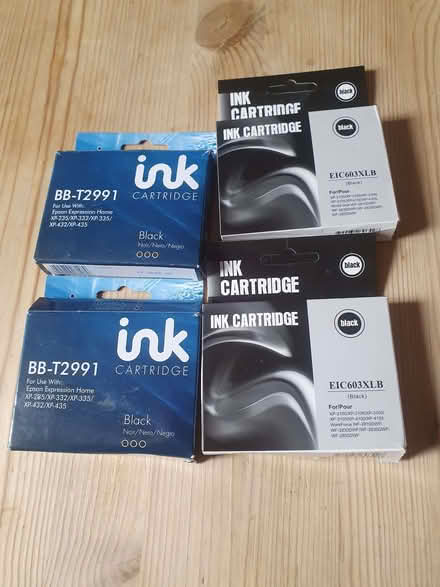 ink
CARTRIDGE
BB-T2991
For Use With:
Epson Expression Home
XP-235/XP-332/XP-335/
XP-432/XP-435
Black
Noir/Nero/Negro
INK
CARTRIDGE
black
INK CARTRIDGE
black
EIC603XLB
(Black)
For/Pour
ink
CARTRIDGE
BB-T2991
For Use With:
Epson Expression Home
XP-235/XP-332/XP-335/
XP-432/XP-435
Black
Noir/Nero/Negro
INK
CARTRIDGE
black
INK CARTRIDGE
black
EIC603XLB
(Black)
For/Pour